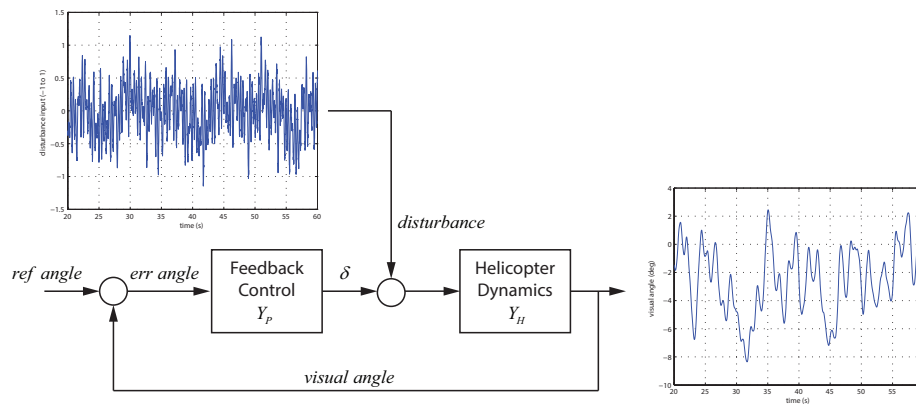 1.5
1
0.5
0
−0.5
−1
−1.5
disturbance input (−1 to 1)
20 25 30 35 40 45 50 55 60
time (s)
disturbance
ref angle
err angle
Feedback
Control
Y_P
δ
Helicopter
Dynamics
Y_H
visual angle
4
2
0
−2
−4
−6
−8
−10
visual angle (deg)
20 25 30 35 40 45 50 55
time (s)